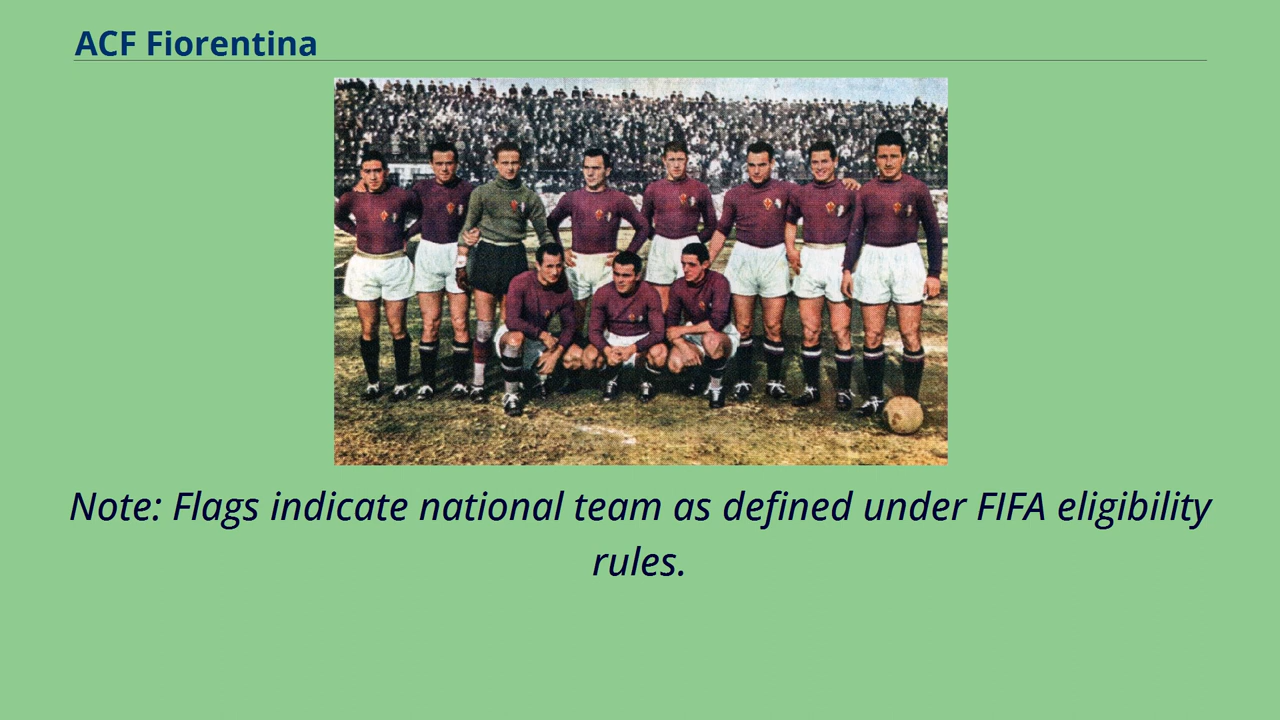 ACF Fiorentina
Note: Flags indicate national team as defined under FIFA eligibility
rules.